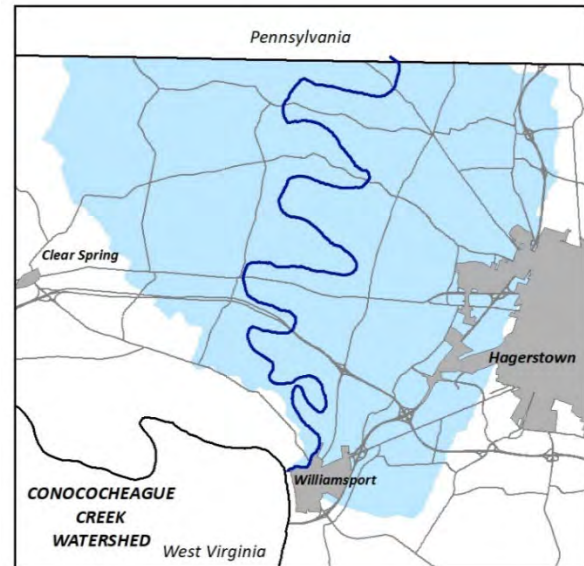 Pennsylvania
Clear Spring
Hagerstown
Williamsport
CONOCOCHEAGUE
CREEK
WATERSHED
West Virginia